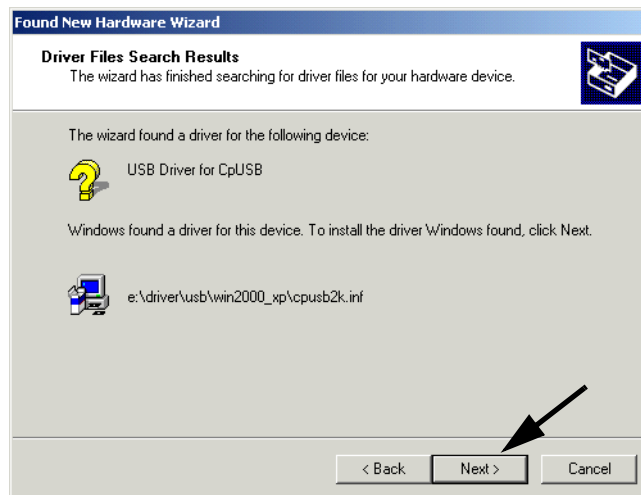 Found New Hardware Wizard
Driver Files Search Results
The wizard has finished searching for driver files for your hardware device.
The wizard found a driver for the following device:
USB Driver for CpUSB
Windows found a driver for this device. To install the driver Windows found, click Next.
e:\driver\usb\win2000_xp\cpusb2k.inf
< Back Next > Cancel